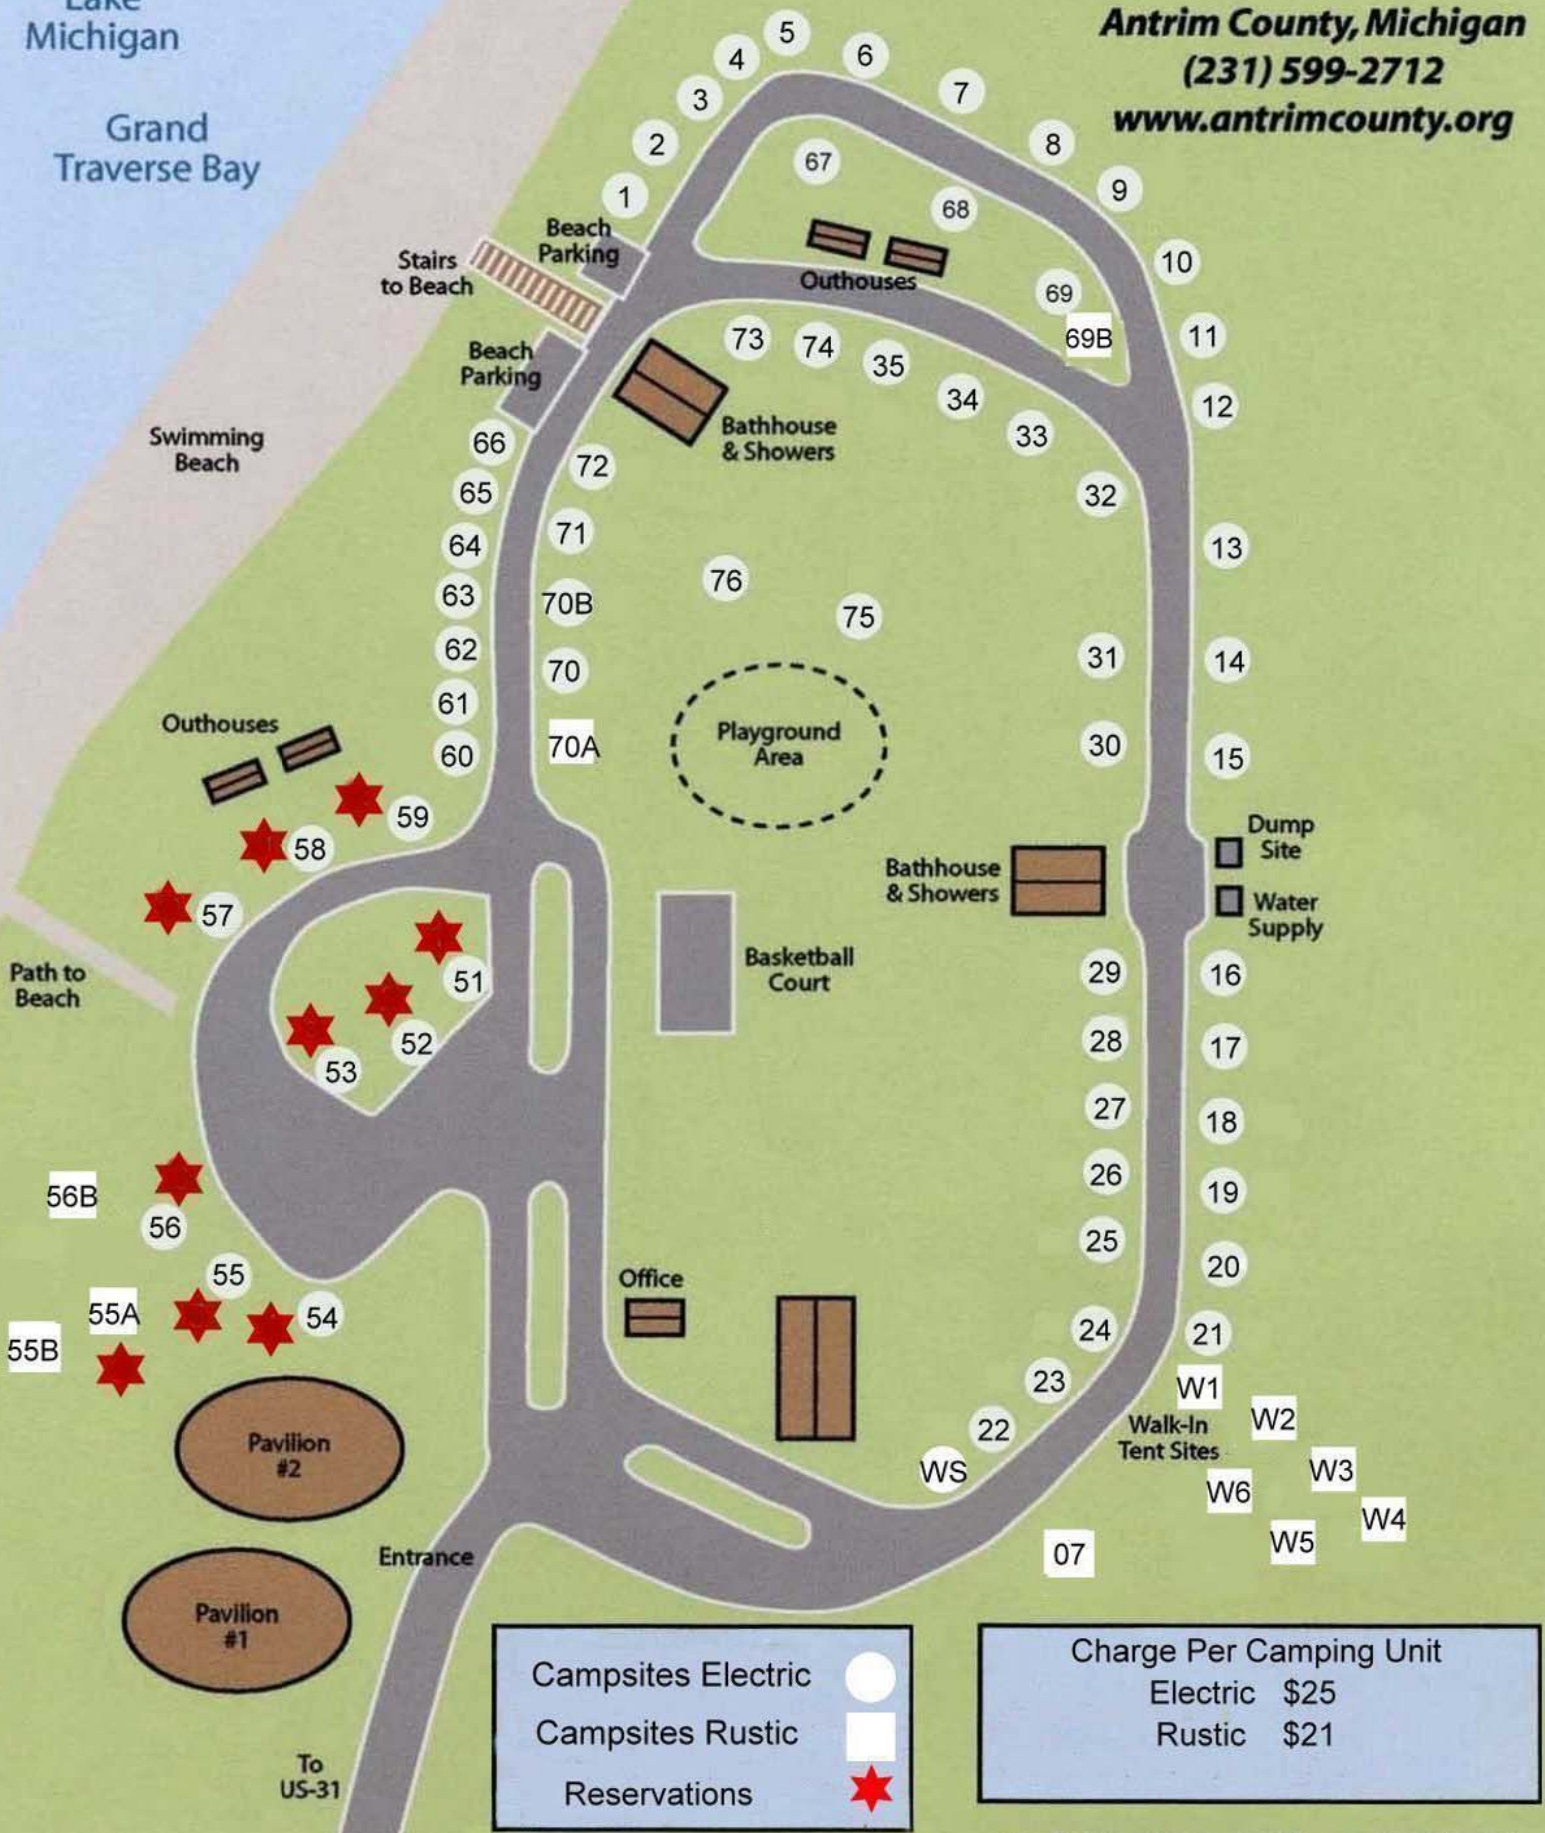 Lake
Michigan
Grand
Traverse Bay
Antrim County, Michigan
(231) 599-2712
www.antrimcounty.org
5
4
6
3
7
2
8
1
67
9
68
Beach
Parking
10
Stairs
to Beach
Outhouses
69
69B
11
73
74
35
Beach
Parking
34
12
33
Bathhouse
& Showers
Swimming
Beach
66
72
65
32
71
64
13
63
70B
76
75
62
70
31
14
61
Outhouses
60
70A
Playground
Area
30
15
59
58
57
Dump
Site
Bathhouse
& Showers
Water
Supply
Path to
Beach
51
Basketball
Court
29
16
52
28
17
53
27
18
26
19
56B
56
25
20
55
Office
55A
54
24
21
55B
23
W1
22
Walk-In
Tent Sites
W2
Pavilion
#2
WS
W3
W6
W4
W5
07
Entrance
Pavilion
#1
To
US-31
Campsites Electric
Campsites Rustic
Reservations
Charge Per Camping Unit
Electric $25
Rustic $21